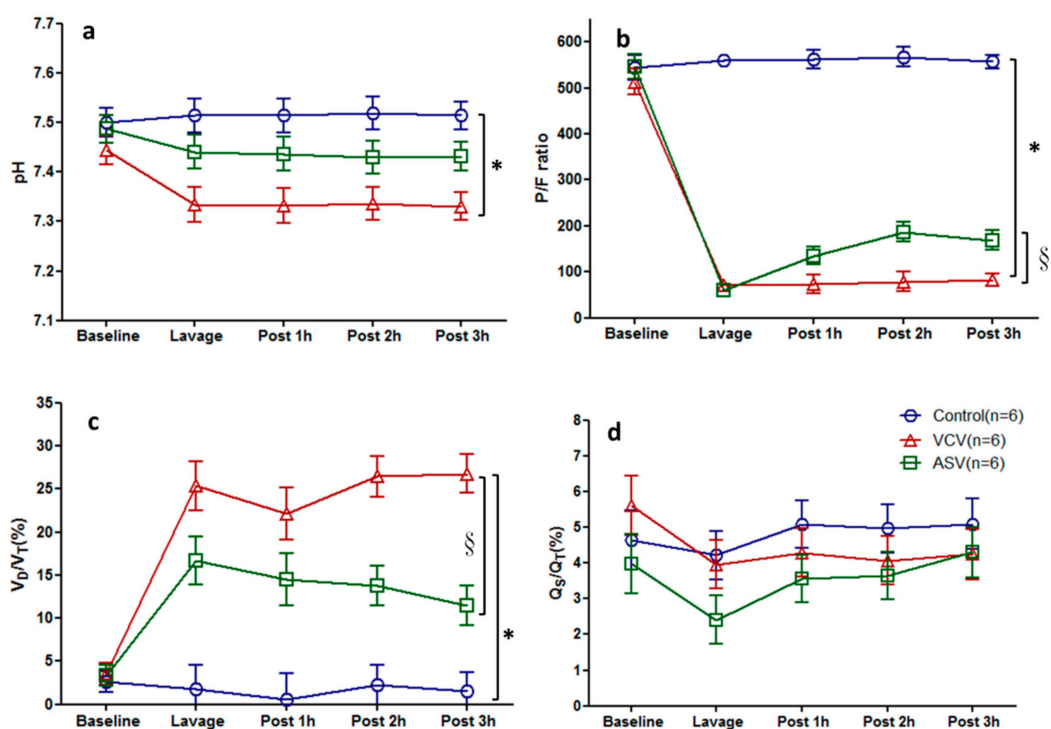 a
7.7
7.6
7.5
7.4
7.3
7.2
7.1
pH
Baseline Lavage Post 1h Post 2h Post 3h
*
b
600
500
400
300
200
100
0
P/F ratio
Baseline Lavage Post 1h Post 2h Post 3h
*
§
c
35
30
25
20
15
10
5
0
VD/VT(%)
Baseline Lavage Post 1h Post 2h Post 3h
§
*
d
8
7
6
5
4
3
2
1
0
QS/QT(%)
Baseline Lavage Post 1h Post 2h Post 3h
Control(n=6)
VCV(n=6)
ASV(n=6)